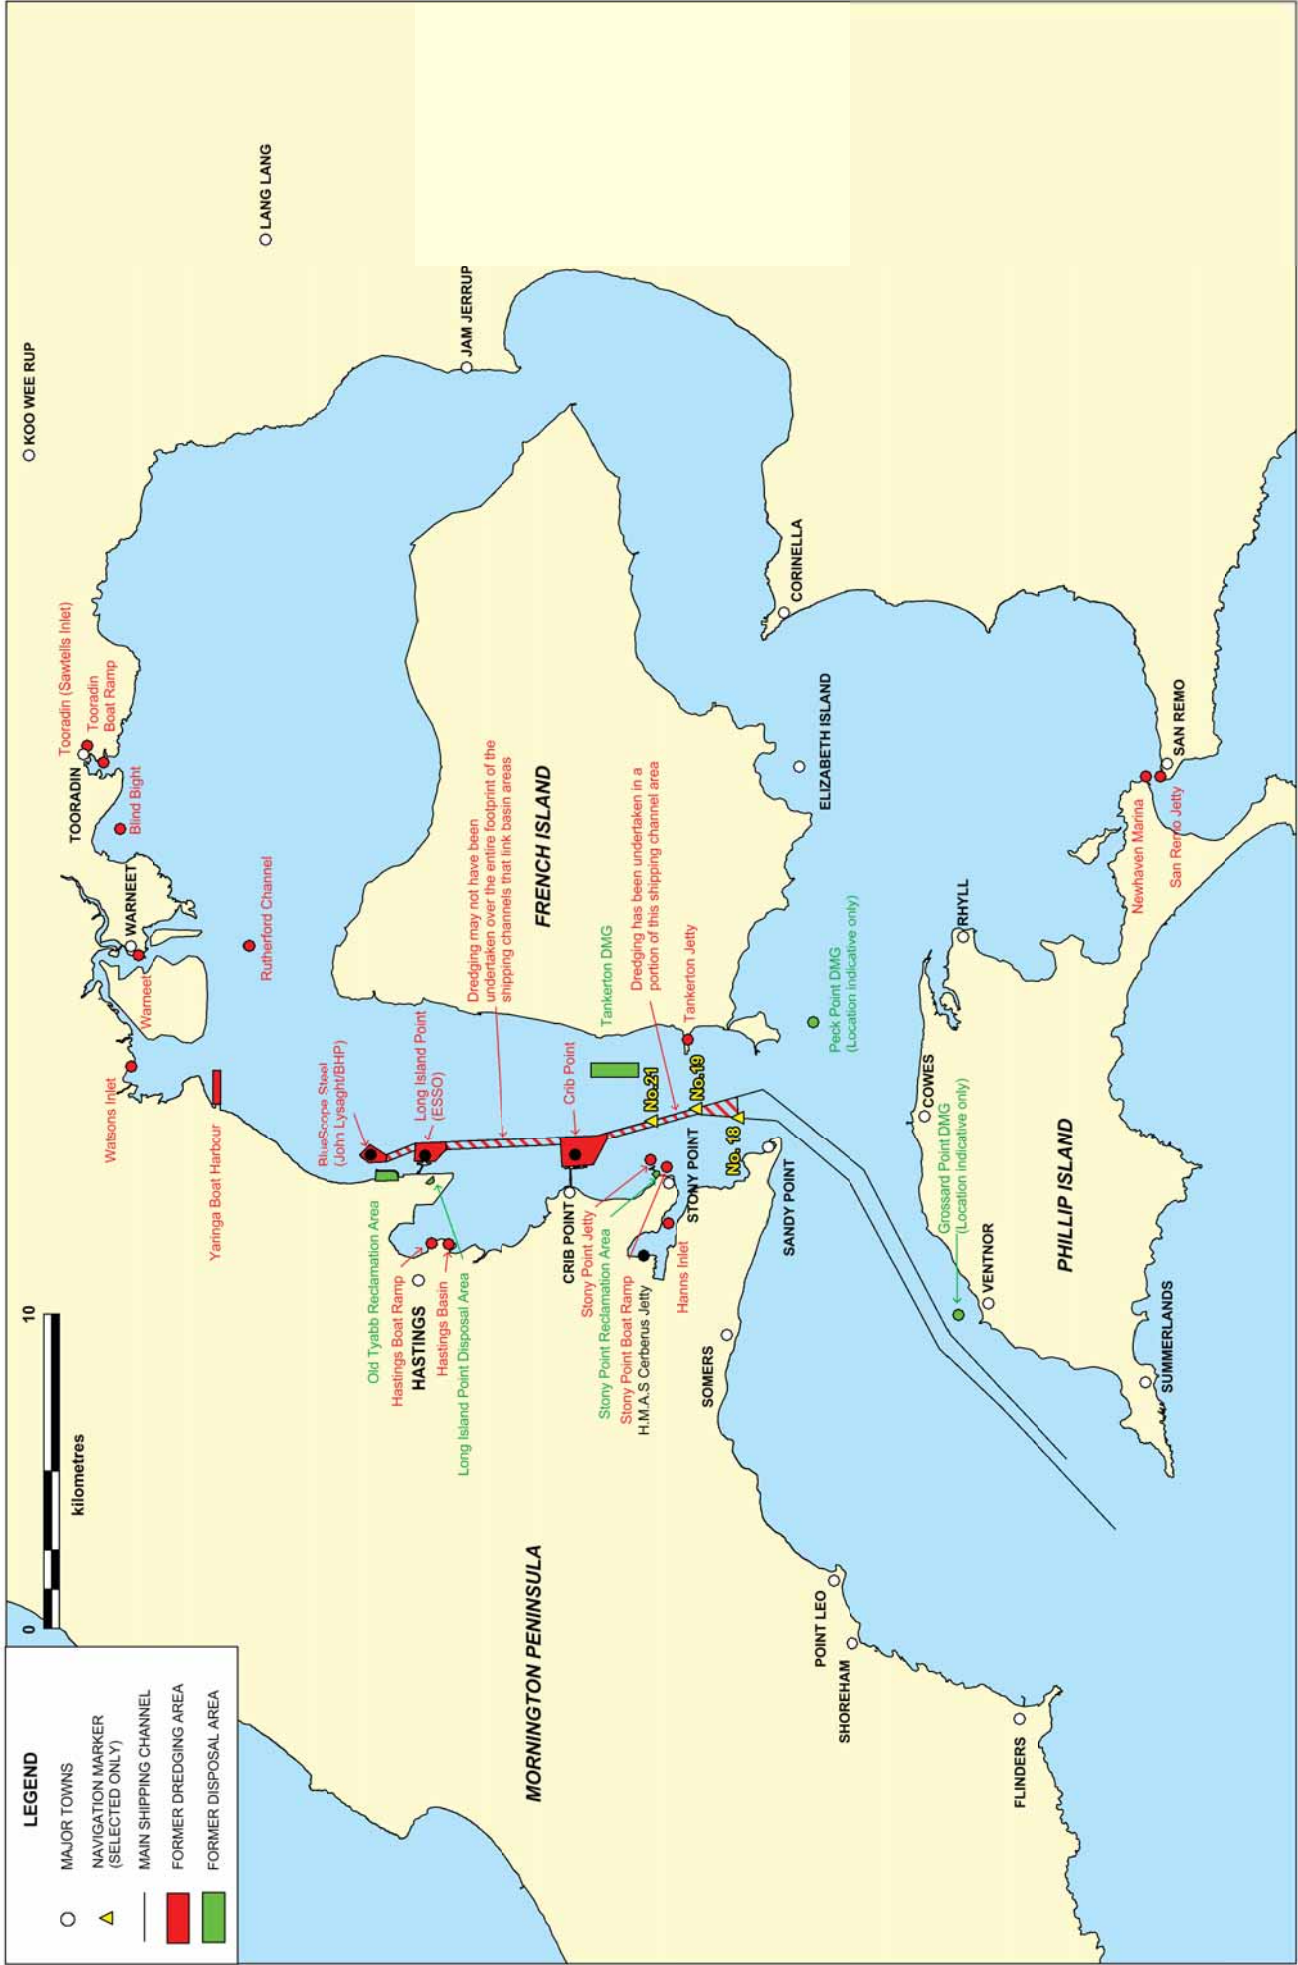 LEGEND
MAJOR TOWNS
NAVIGATION MARKER
(SELECTED ONLY)
MAIN SHIPPING CHANNEL
FORMER DREDGING AREA
FORMER DISPOSAL AREA
0
10
kilometres
KOO WEE RUP
LANG LANG
JAM JERRUP
Tooradin (Sawtells Inlet)
Tooradin
Boat Ramp
TOORADIN
Blind Bight
WARNEET
Warneet
Watsons Inlet
Rutherford Channel
Yaringa Boat Harbour
BlueScope Steel
(John Lysaght/BHP)
Long Island Point
(ESSO)
Old Tyabb Reclamation Area
Hastings Boat Ramp
HASTINGS
Hastings Basin
Long Island Point Disposal Area
Dredging may not have been
undertaken over the entire footprint of the
shipping channels that link basin areas
FRENCH ISLAND
MORNINGTON PENINSULA
Crib Point
CRIB POINT
Tankerton DMG
Dredging has been undertaken in a
portion of this shipping channel area
Tankerton Jetty
Stony Point Jetty
Stony Point Reclamation Area
Stony Point Boat Ramp
H.M.A.S Cerberus Jetty
Hanns Inlet
STONY POINT
No.21
No.19
No. 18
SANDY POINT
SOMERS
CORINELLA
ELIZABETH ISLAND
Peck Point DMG
(Location indicative only)
POINT LEO
SHOREHAM
COWES
RHYLL
Grossard Point DMG
(Location indicative only)
VENTNOR
FLINDERS
PHILLIP ISLAND
SUMMERLANDS
Newhaven Marina
San Remo Jetty
SAN REMO